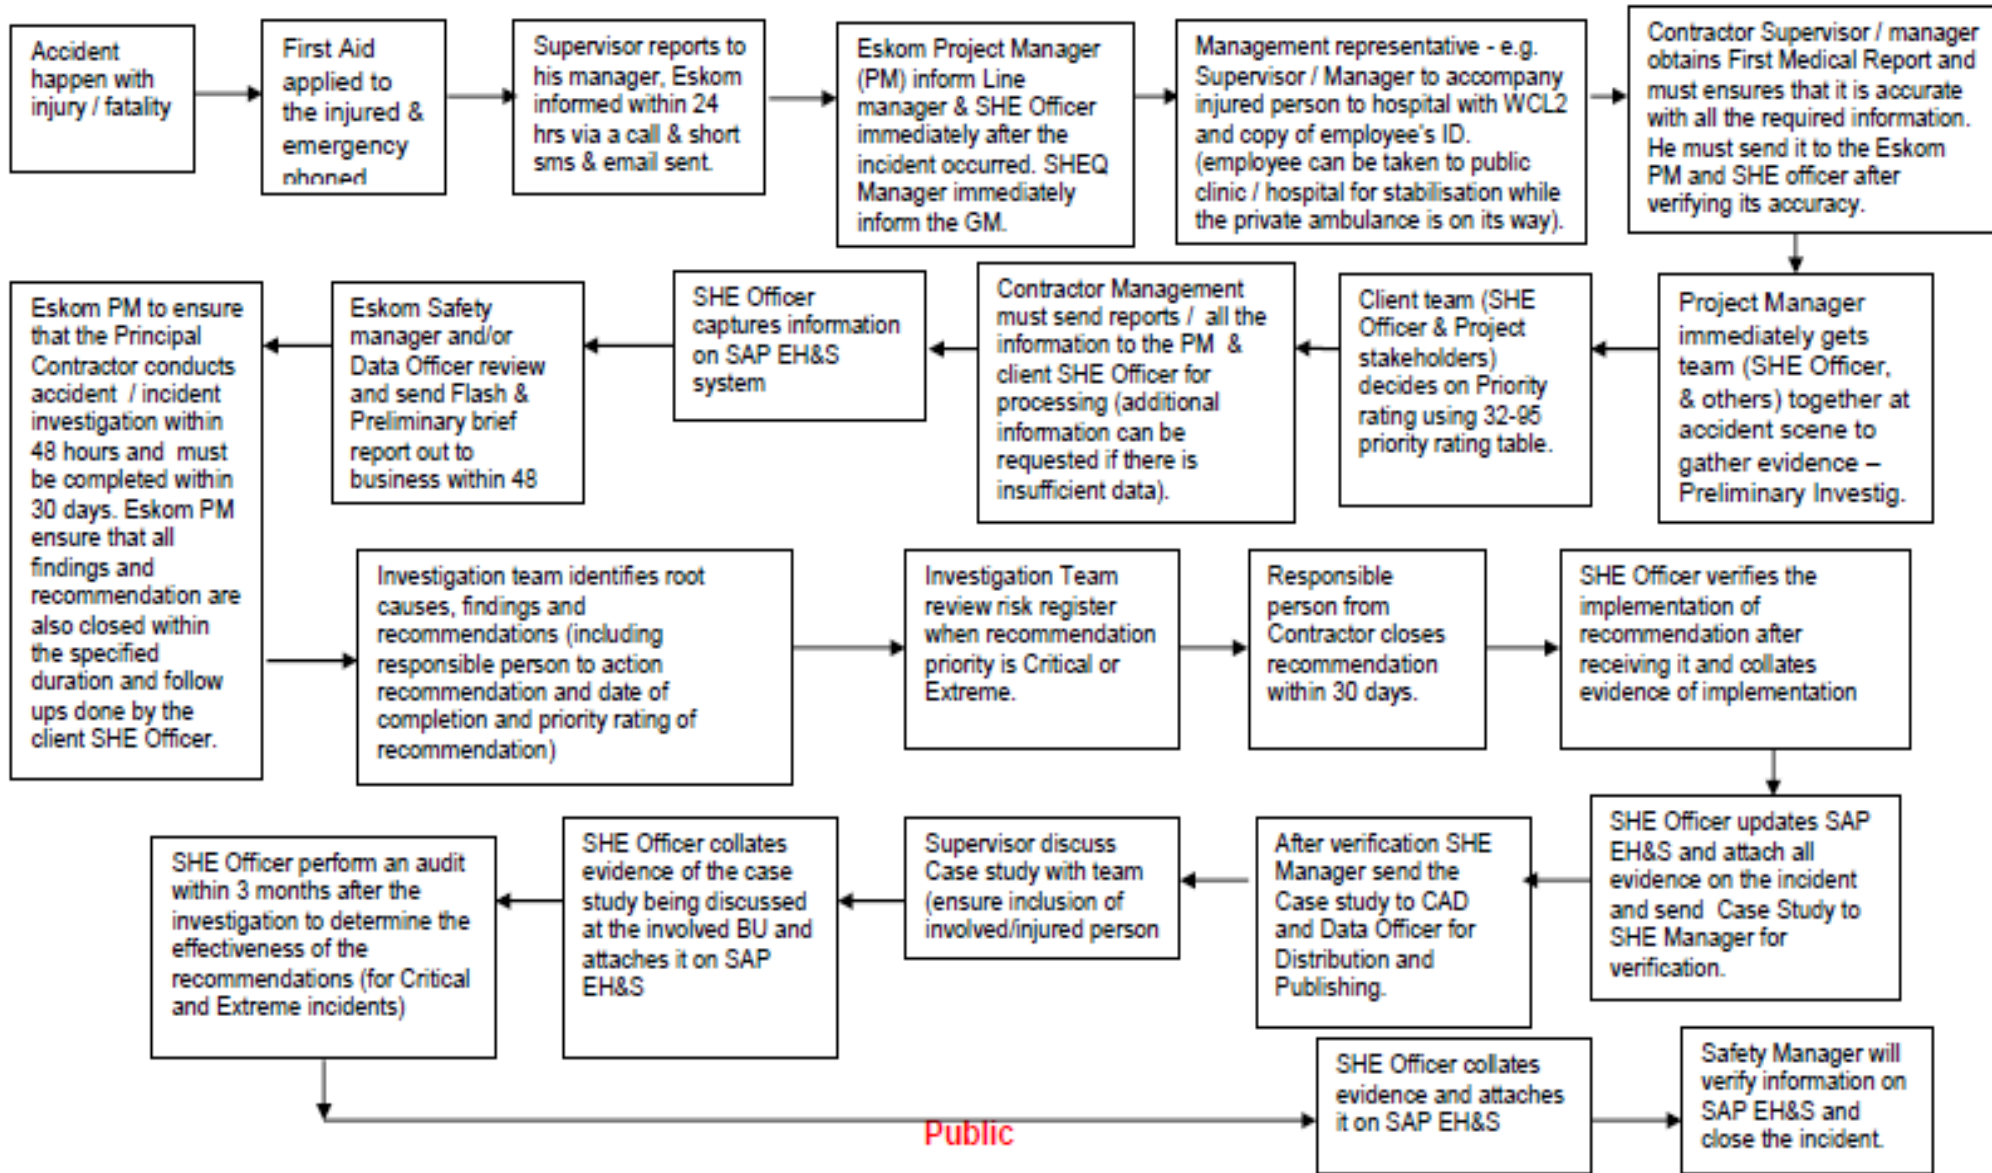 Accident
happen with
injury / fatality
First Aid
applied to
the injured &
emergency
phoned
Supervisor reports to
his manager, Eskom
informed within 24
hrs via a call & short
sms & email sent.
Eskom Project Manager
(PM) inform Line
manager & SHE Officer
immediately after the
incident occurred. SHEQ
Manager immediately
inform the GM.
Management representative - e.g.
Supervisor / Manager to accompany
injured person to hospital with WCL2
and copy of employee's ID.
(employee can be taken to public
clinic / hospital for stabilisation while
the private ambulance is on its way).
Contractor Supervisor / manager
obtains First Medical Report and
must ensures that it is accurate
with all the required information.
He must send it to the Eskom
PM and SHE officer after
verifying its accuracy.
Project Manager
immediately gets
team (SHE Officer,
& others) together at
accident scene to
gather evidence –
Preliminary Investig.
Client team (SHE
Officer & Project
stakeholders)
decides on Priority
rating using 32-95
priority rating table.
Contractor Management
must send reports / all the
information to the PM &
client SHE Officer for
processing (additional
information can be
requested if there is
insufficient data).
SHE Officer
captures information
on SAP EH&S
system
Eskom Safety
manager and/or
Data Officer review
and send Flash &
Preliminary brief
report out to
business within 48
Eskom PM to ensure
that the Principal
Contractor conducts
accident / incident
investigation within
48 hours and must
be completed within
30 days. Eskom PM
ensure that all
findings and
recommendation are
also closed within
the specified
duration and follow
ups done by the
client SHE Officer.
Investigation team identifies root
causes, findings and
recommendations (including
responsible person to action
recommendation and date of
completion and priority rating of
recommendation)
Investigation Team
review risk register
when recommendation
priority is Critical or
Extreme.
Responsible
person from
Contractor closes
recommendation
within 30 days.
SHE Officer verifies the
implementation of
recommendation after
receiving it and collates
evidence of implementation
SHE Officer updates SAP
EH&S and attach all
evidence on the incident
and send Case Study to
SHE Manager for
verification.
After verification SHE
Manager send the
Case study to CAD
and Data Officer for
Distribution and
Publishing.
Supervisor discuss
Case study with team
(ensure inclusion of
involved/injured person
SHE Officer collates
evidence of the case
study being discussed
at the involved BU and
attaches it on SAP
EH&S
SHE Officer perform an audit
within 3 months after the
investigation to determine the
effectiveness of the
recommendations (for Critical
and Extreme incidents)
SHE Officer collates
evidence and attaches
it on SAP EH&S
Safety Manager will
verify information on
SAP EH&S and
close the incident.
Public